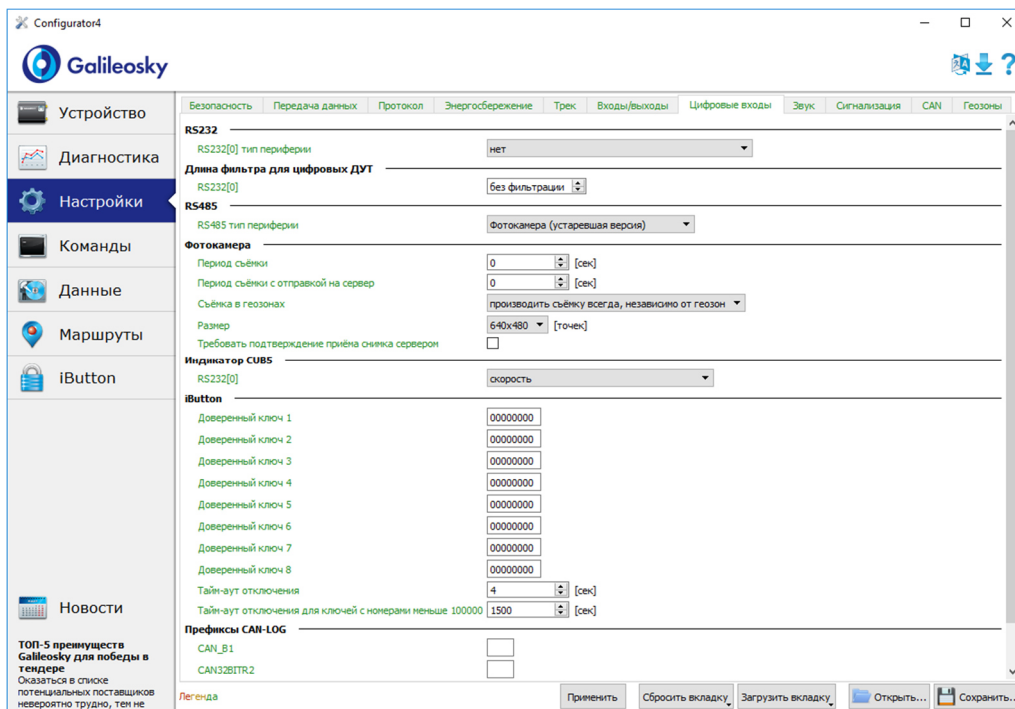 Configurator4
Galileosky
Устройство
Диагностика
Настройки
Команды
Данные
Маршруты
iButton
Новости
ТОП-5 преимуществ
Galileosky для победы в
тендере
Оказаться в списке
потенциальных поставщиков
невероятно трудно, тем не
Безопасность Передача данных Протокол Энергосбережение Трек Входы/выходы Цифровые входы Звук Сигнализация CAN Геозоны
RS232
RS232[0] тип периферии нет
Длина фильтра для цифровых ДУТ
RS232[0] без фильтрации
RS485
RS485 тип периферии Фотокамера (устаревшая версия)
Фотокамера
Период съёмки 0 [сек]
Период съёмки с отправкой на сервер 0 [сек]
Съёмка в геозонах производить съёмку всегда, независимо от геозон
Размер 640x480 [точек]
Требовать подтверждение приёма снимка сервером
Индикатор CUB5
RS232[0] скорость
iButton
Доверенный ключ 1 00000000
Доверенный ключ 2 00000000
Доверенный ключ 3 00000000
Доверенный ключ 4 00000000
Доверенный ключ 5 00000000
Доверенный ключ 6 00000000
Доверенный ключ 7 00000000
Доверенный ключ 8 00000000
Тайм-аут отключения 4 [сек]
Тайм-аут отключения для ключей с номерами меньше 100000 1500 [сек]
Префиксы CAN-LOG
CAN_B1
CAN32BITR2
Легенда Применить Сбросить вкладку Загрузить вкладку Открыть... Сохранить...